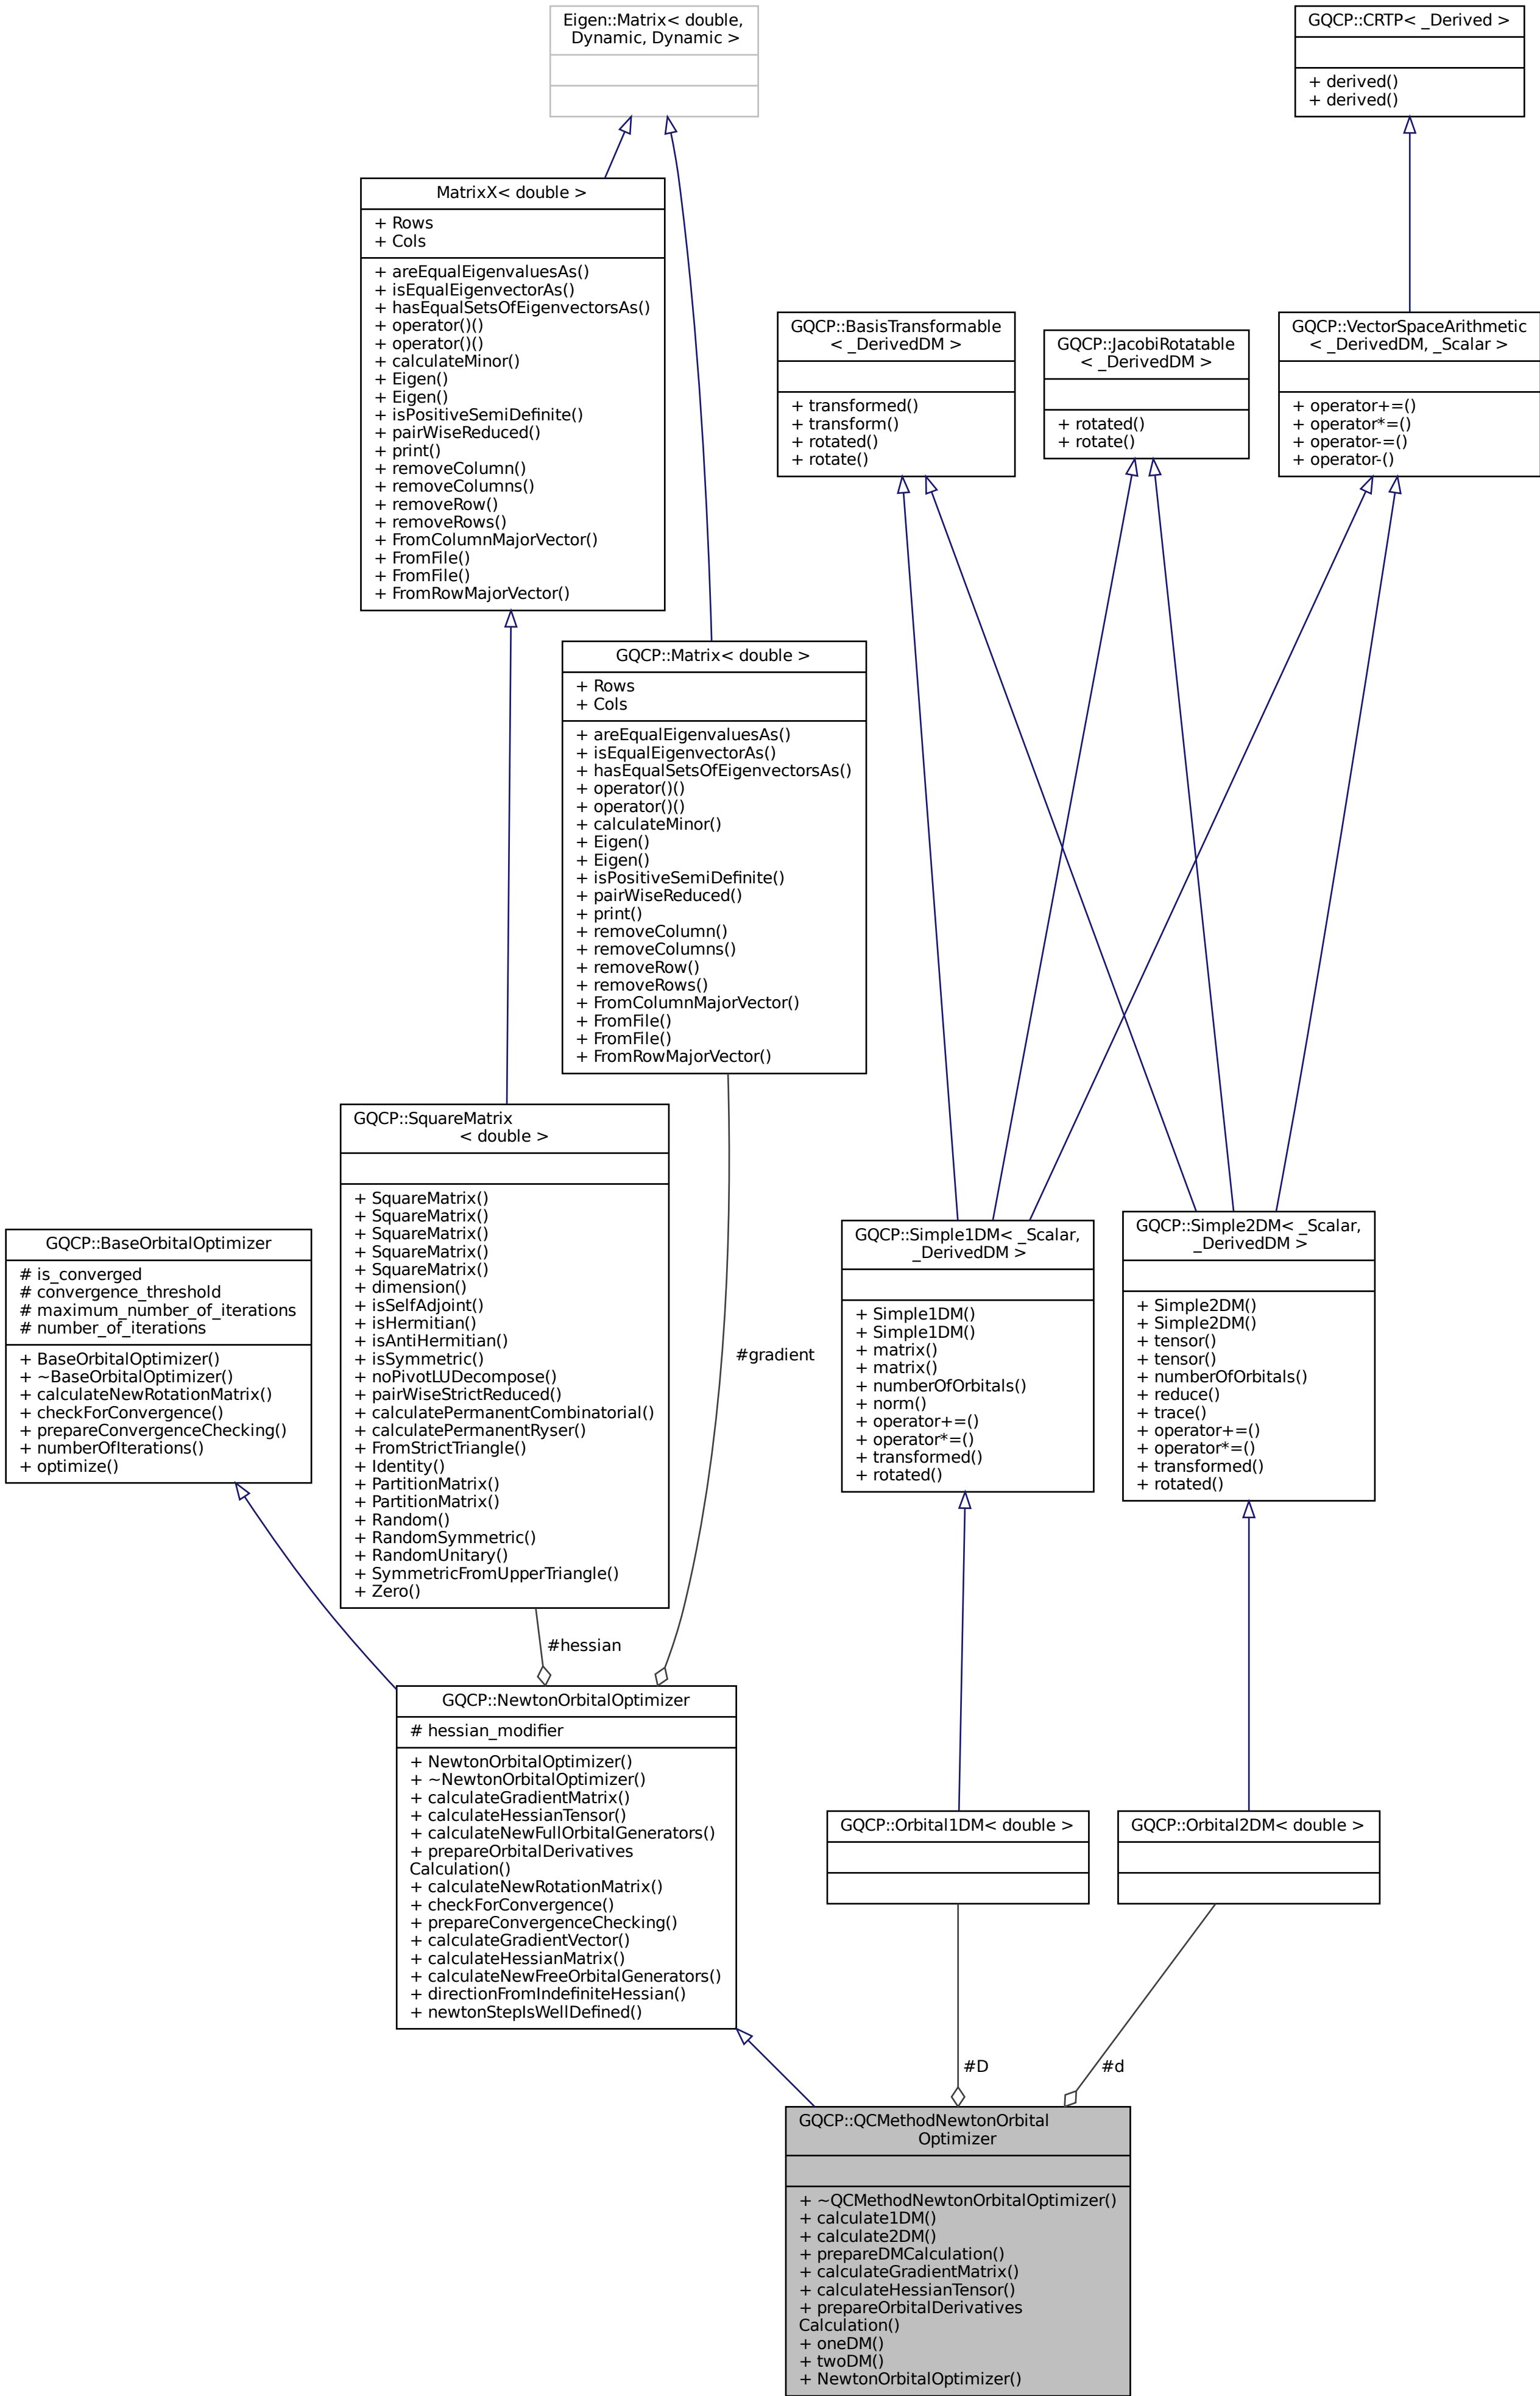 Eigen::Matrix< double,
Dynamic, Dynamic >
GQCP::CRTP< _Derived >
+ derived()
+ derived()
MatrixX< double >
+ Rows
+ Cols
+ areEqualEigenvaluesAs()
+ isEqualEigenvectorAs()
+ hasEqualSetsOfEigenvectorsAs()
+ operator()()
+ operator()()
+ calculateMinor()
+ Eigen()
+ Eigen()
+ isPositiveSemiDefinite()
+ pairWiseReduced()
+ print()
+ removeColumn()
+ removeColumns()
+ removeRow()
+ removeRows()
+ FromColumnMajorVector()
+ FromFile()
+ FromFile()
+ FromRowMajorVector()
GQCP::BasisTransformable
< _DerivedDM >
+ transformed()
+ transform()
+ rotated()
+ rotate()
GQCP::JacobiRotatable
< _DerivedDM >
+ rotated()
+ rotate()
GQCP::VectorSpaceArithmetic
< _DerivedDM, _Scalar >
+ operator+=()
+ operator*=()
+ operator-=()
+ operator-()
GQCP::Matrix< double >
+ Rows
+ Cols
+ areEqualEigenvaluesAs()
+ isEqualEigenvectorAs()
+ hasEqualSetsOfEigenvectorsAs()
+ operator()()
+ operator()()
+ calculateMinor()
+ Eigen()
+ Eigen()
+ isPositiveSemiDefinite()
+ pairWiseReduced()
+ print()
+ removeColumn()
+ removeColumns()
+ removeRow()
+ removeRows()
+ FromColumnMajorVector()
+ FromFile()
+ FromFile()
+ FromRowMajorVector()
GQCP::SquareMatrix
< double >
+ SquareMatrix()
+ SquareMatrix()
+ SquareMatrix()
+ SquareMatrix()
+ SquareMatrix()
+ dimension()
+ isSelfAdjoint()
+ isHermitian()
+ isAntiHermitian()
+ isSymmetric()
+ noPivotLUDecompose()
+ pairWiseStrictReduced()
+ calculatePermanentCombinatorial()
+ calculatePermanentRyser()
+ FromStrictTriangle()
+ Identity()
+ PartitionMatrix()
+ PartitionMatrix()
+ Random()
+ RandomSymmetric()
+ RandomUnitary()
+ SymmetricFromUpperTriangle()
+ Zero()
GQCP::BaseOrbitalOptimizer
# is_converged
# convergence_threshold
# maximum_number_of_iterations
# number_of_iterations
+ BaseOrbitalOptimizer()
+ ~BaseOrbitalOptimizer()
+ calculateNewRotationMatrix()
+ checkForConvergence()
+ prepareConvergenceChecking()
+ numberOfIterations()
+ optimize()
GQCP::Simple1DM< _Scalar,
_DerivedDM >
+ Simple1DM()
+ Simple1DM()
+ matrix()
+ matrix()
+ numberOfOrbitals()
+ norm()
+ operator+=()
+ operator*=()
+ transformed()
+ rotated()
GQCP::Simple2DM< _Scalar,
_DerivedDM >
+ Simple2DM()
+ Simple2DM()
+ tensor()
+ tensor()
+ numberOfOrbitals()
+ reduce()
+ trace()
+ operator+=()
+ operator*=()
+ transformed()
+ rotated()
#gradient
#hessian
GQCP::NewtonOrbitalOptimizer
# hessian_modifier
+ NewtonOrbitalOptimizer()
+ ~NewtonOrbitalOptimizer()
+ calculateGradientMatrix()
+ calculateHessianTensor()
+ calculateNewFullOrbitalGenerators()
+ prepareOrbitalDerivatives
Calculation()
+ calculateNewRotationMatrix()
+ checkForConvergence()
+ prepareConvergenceChecking()
+ calculateGradientVector()
+ calculateHessianMatrix()
+ calculateNewFreeOrbitalGenerators()
+ directionFromIndefiniteHessian()
+ newtonStepIsWellDefined()
GQCP::Orbital1DM< double >
GQCP::Orbital2DM< double >
#D
#d
GQCP::QCMethodNewtonOrbital
Optimizer
+ ~QCMethodNewtonOrbitalOptimizer()
+ calculate1DM()
+ calculate2DM()
+ prepareDMCalculation()
+ calculateGradientMatrix()
+ calculateHessianTensor()
+ prepareOrbitalDerivatives
Calculation()
+ oneDM()
+ twoDM()
+ NewtonOrbitalOptimizer()